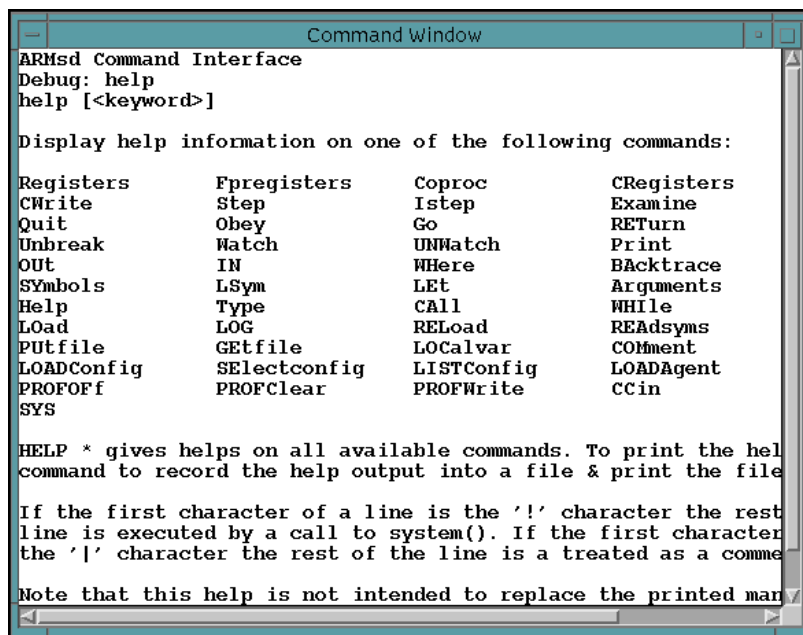 Command Window
ARMsd Command Interface
Debug: help
help [<keyword>]
Display help information on one of the following commands:
Registers Fpregisters Coproc CRegisters
CWrite Step Istep Examine
Quit Obey Go RETurn
Unbreak Watch UNWatch Print
OUt IN WHere BAcktrace
SYmbols LSym LEt Arguments
Help Type CAll WHIle
LOad LOG RELoad REAdsyms
PUtfile GEtfile LOCalvar COMment
LOADConfig SElectconfig LISTConfig LOADAgent
PROFOFf PROFClear PROFWrite CCin
SYS
HELP * gives helps on all available commands. To print the hel
command to record the help output into a file & print the file
If the first character of a line is the '!' character the rest
line is executed by a call to system(). If the first character
the '|' character the rest of the line is a treated as a comme
Note that this help is not intended to replace the printed man